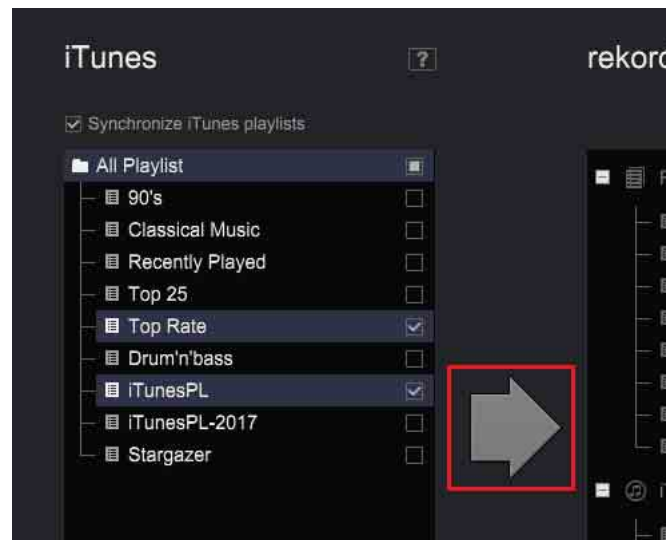 iTunes
?
rekord
Synchronize iTunes playlists
All Playlist
90's
Classical Music
Recently Played
Top 25
Top Rate
Drum'n'bass
iTunesPL
iTunesPL-2017
Stargazer